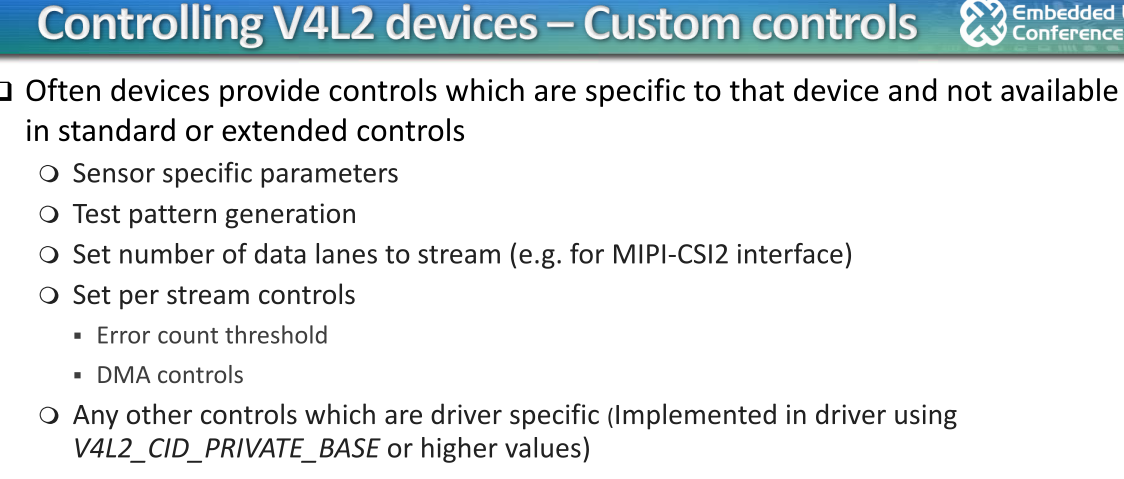 Controlling V4L2 devices – Custom controls
Embedded
Conference
Often devices provide controls which are specific to that device and not available
in standard or extended controls
Sensor specific parameters
Test pattern generation
Set number of data lanes to stream (e.g. for MIPI-CSI2 interface)
Set per stream controls
Error count threshold
DMA controls
Any other controls which are driver specific (Implemented in driver using
V4L2_CID_PRIVATE_BASE or higher values)